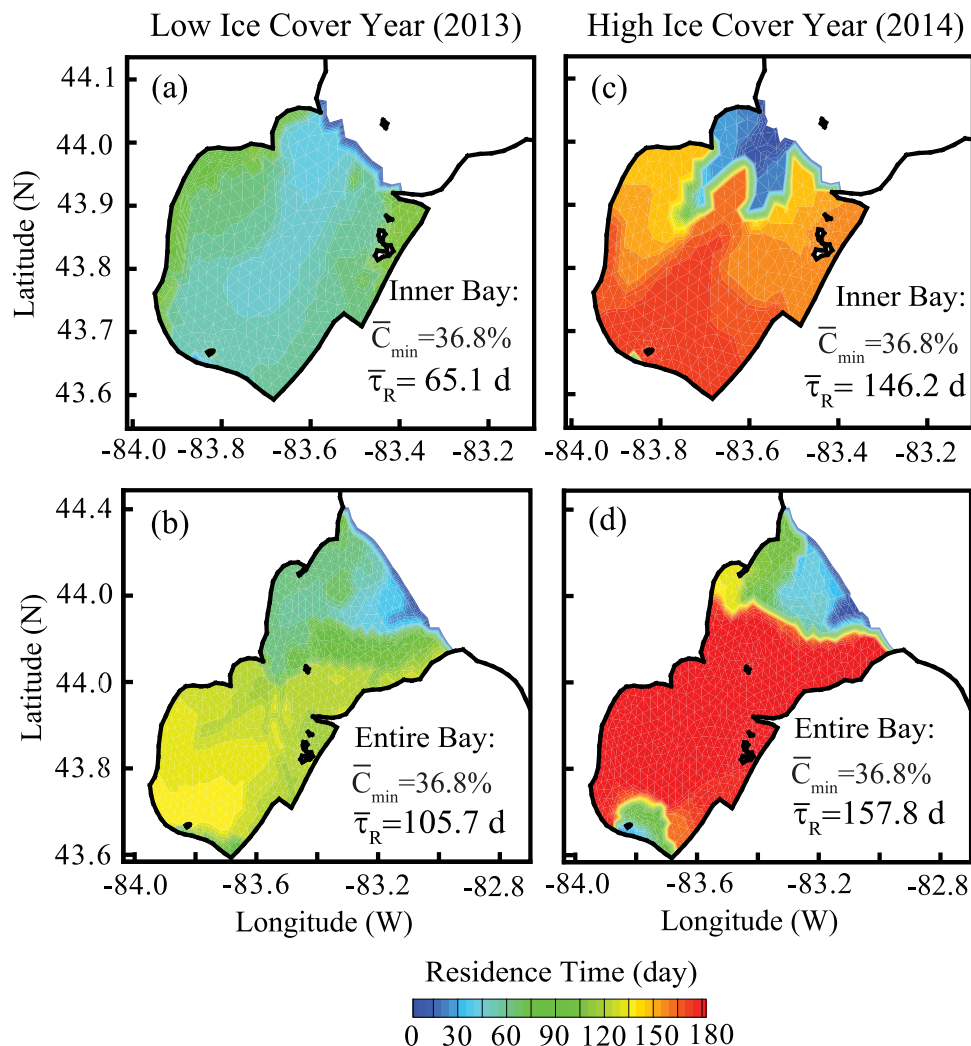 Low Ice Cover Year (2013)
High Ice Cover Year (2014)
(a)
44.1
44.0
43.9
43.8
43.7
43.6
Latitude (N)
Inner Bay:
C̅min=36.8%
τ̅R= 65.1 d
-84.0 -83.8 -83.6 -83.4 -83.2
(c)
Latitude (N)
Inner Bay:
C̅min=36.8%
τ̅R= 146.2 d
-84.0 -83.8 -83.6 -83.4 -83.2
(b)
44.4
44.0
44.0
43.8
43.6
Latitude (N)
Entire Bay:
C̅min=36.8%
τ̅R=105.7 d
-84.0 -83.6 -83.2 -82.8
Longitude (W)
(d)
Latitude (N)
Entire Bay:
C̅min=36.8%
τ̅R=157.8 d
-84.0 -83.6 -83.2 -82.8
Longitude (W)
Residence Time (day)
0 30 60 90 120 150 180